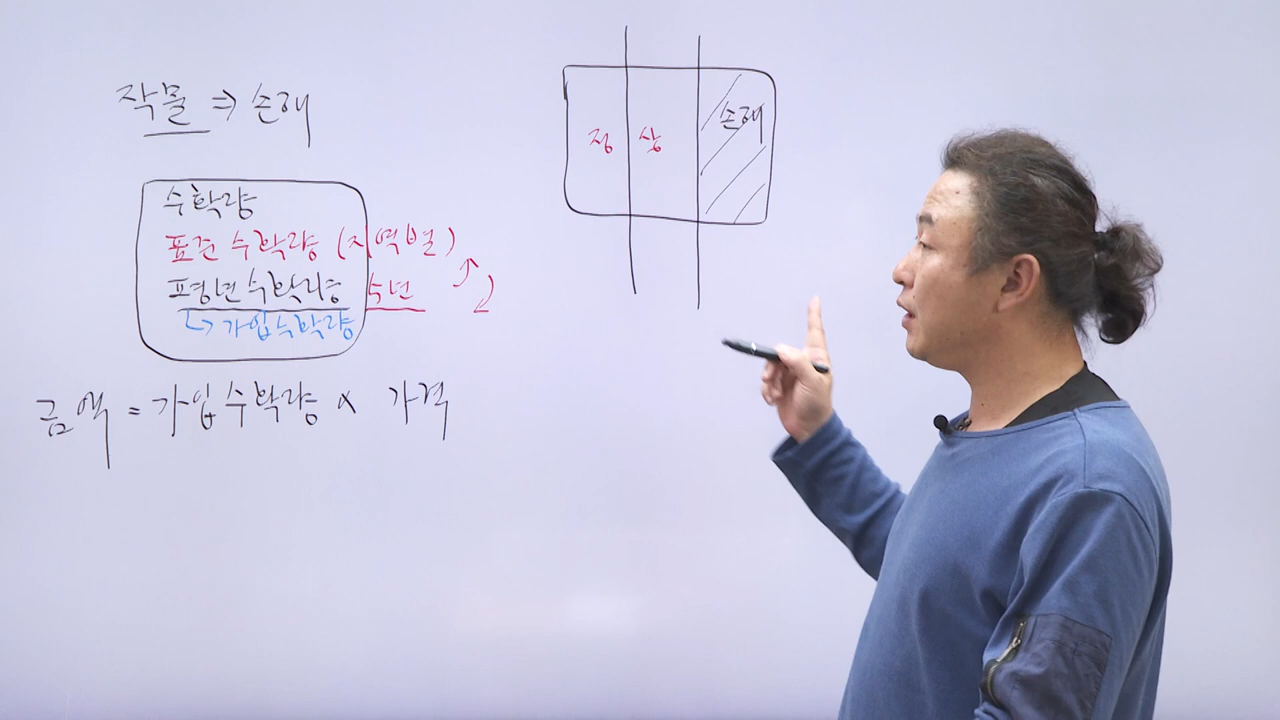 작물 ⇒ 손해
수확량
표준 수확량 (지역별)
평년수확량 5년
↳ 가입수확량
금액 = 가입수확량 × 가격
정 상 손해